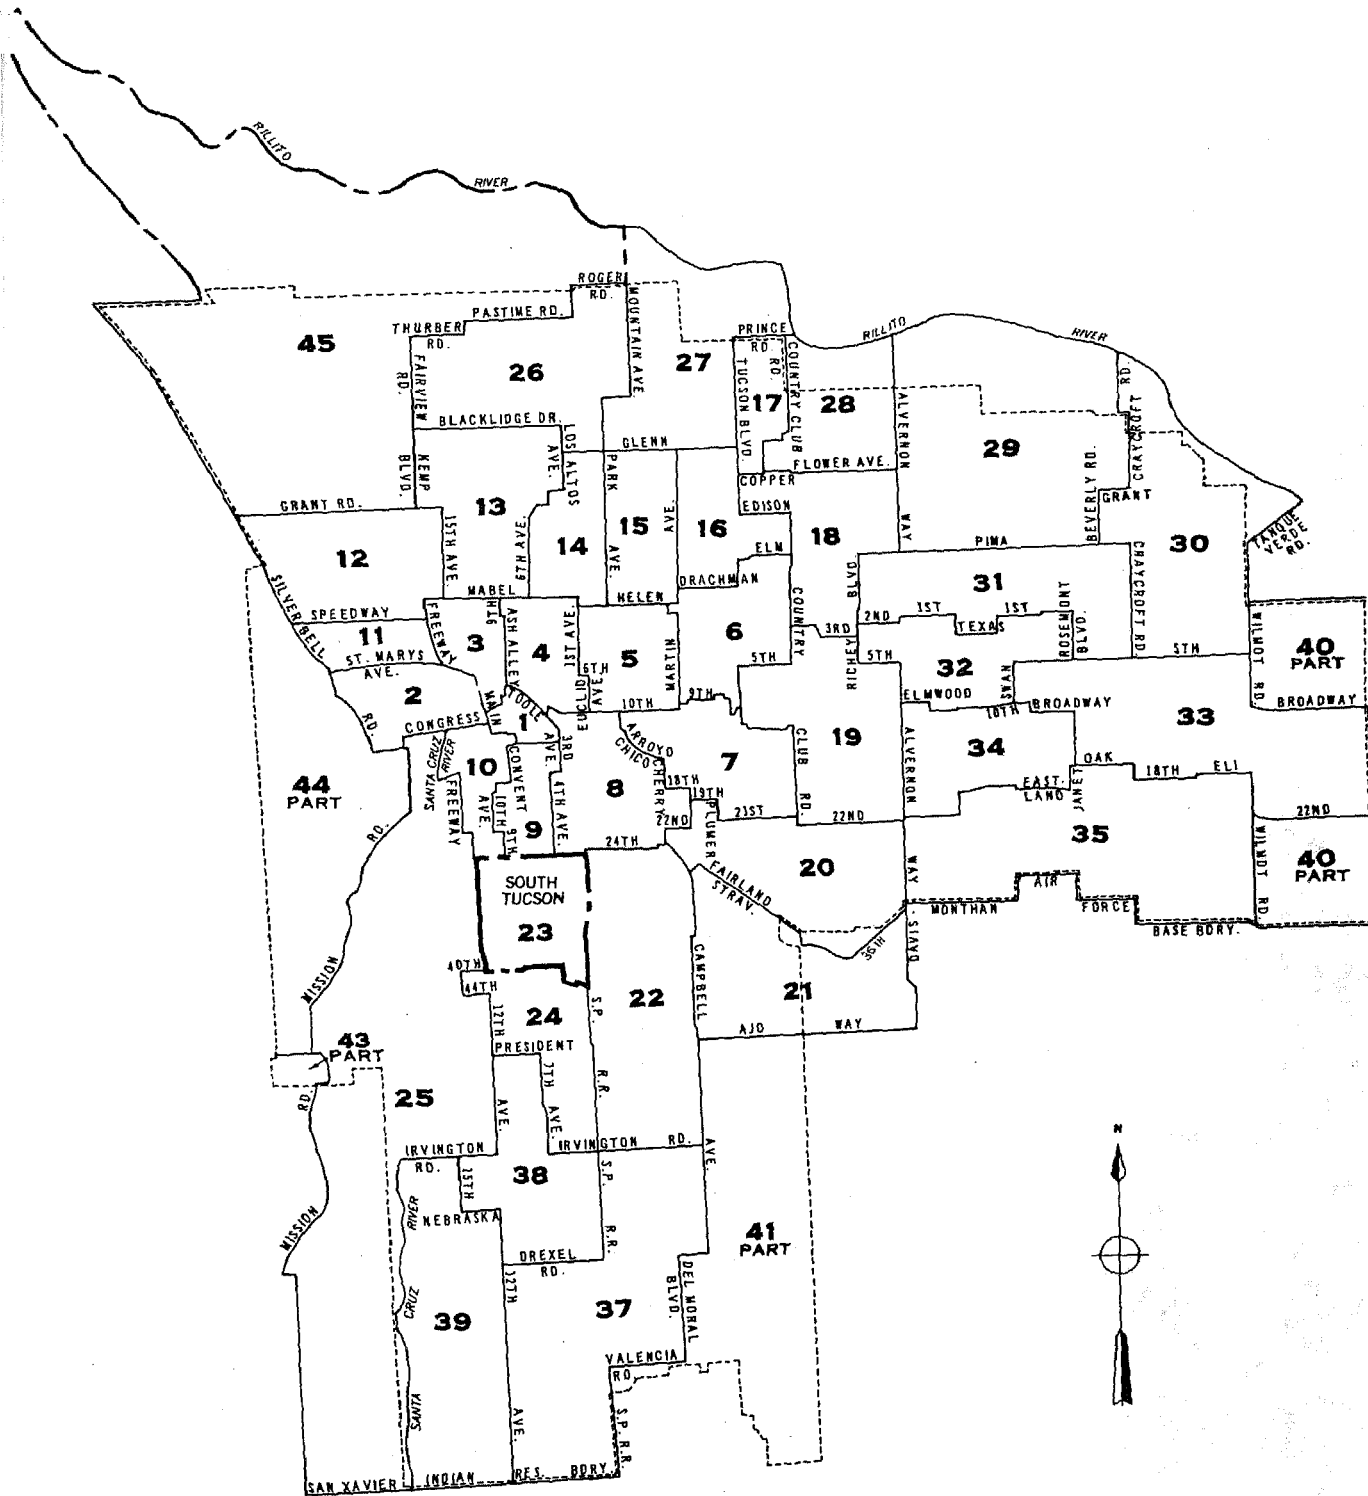 RILLITO
RIVER
ROGER
RD.
PASTIME RD.
THURBER
RD.
MOUNTAIN AVE.
45
26
27
PRINCE
RD.
RILLITO
RIVER
FAIRVIEW
RD.
TUCSON BLVD.
COUNTRY CLUB
RD.
17
28
ALVERNON
WAY
29
CRAYCROFT
RD.
BLACKLIDGE DR.
LOS ALTOS
AVE.
GLENN
FLOWER AVE.
COPPER
BEVERLY RD.
GRANT
KEMP
BLVD.
GRANT RD.
13
PARK
AVE.
15
AVE.
16
EDISON
18
30
TANQUE
VERDE
RD.
15TH AVE.
6TH AVE.
14
ELM
PIMA
12
DRACHMAN
31
CRAYCROFT RD.
SILVERBELL
RD.
MABEL
HELEN
SPEEDWAY
11
FREEWAY
3
9TH
ASH ALLEY
4
1ST AVE.
5
MARTIN
6
COUNTRY
BLVD.
RICHEY
2ND
1ST
TEXAS
1ST
ROSEMONT
BLVD.
3RD
WILMOT
RD.
40
PART
ST. MARYS
AVE.
2
MAIN
TOOLE
AVE.
6TH
AVE.
EUCLID
10TH
9TH
5TH
5TH
32
SWAN
5TH
ELMWOOD
10TH
BROADWAY
BROADWAY
33
CONGRESS
1
SANTA CRUZ
RIVER
10
CONVENT
3RD
ARROYO
CHICO
CHERRY
7
CLUB
RD.
19
ALVERNON
WAY
34
OAK
18TH
ELI
44
PART
FREEWAY
AVE.
10TH
9TH
9
4TH AVE.
8
18TH
19TH
22ND
PLUMER
21ST
22ND
EAST-
LAND
JANET
35
22ND
RD.
24TH
20
FAIRLAND
STRAV.
AIR
MONTHAN
FORCE
BASE BDRY.
WILMOT
RD.
40
PART
SOUTH
TUCSON
23
36TH
DAVIS
40TH
44TH
MISSION
12TH
AVE.
24
S.P.
R.R.
22
CAMPBELL
AVE.
21
AJO
WAY
43
PART
PRESIDENT
7TH
AVE.
N
RD.
25
IRVINGTON
RD.
IRVINGTON
RD.
15TH
38
S.P.
R.R.
RIVER
CRUZ
SANTA
MISSION
NEBRASKA
41
PART
DREXEL
RD.
12TH
AVE.
DEL MORAL
BLVD.
39
37
VALENCIA
RD.
S.P. R.R.
SAN XAVIER
INDIAN
RES.
BDRY.